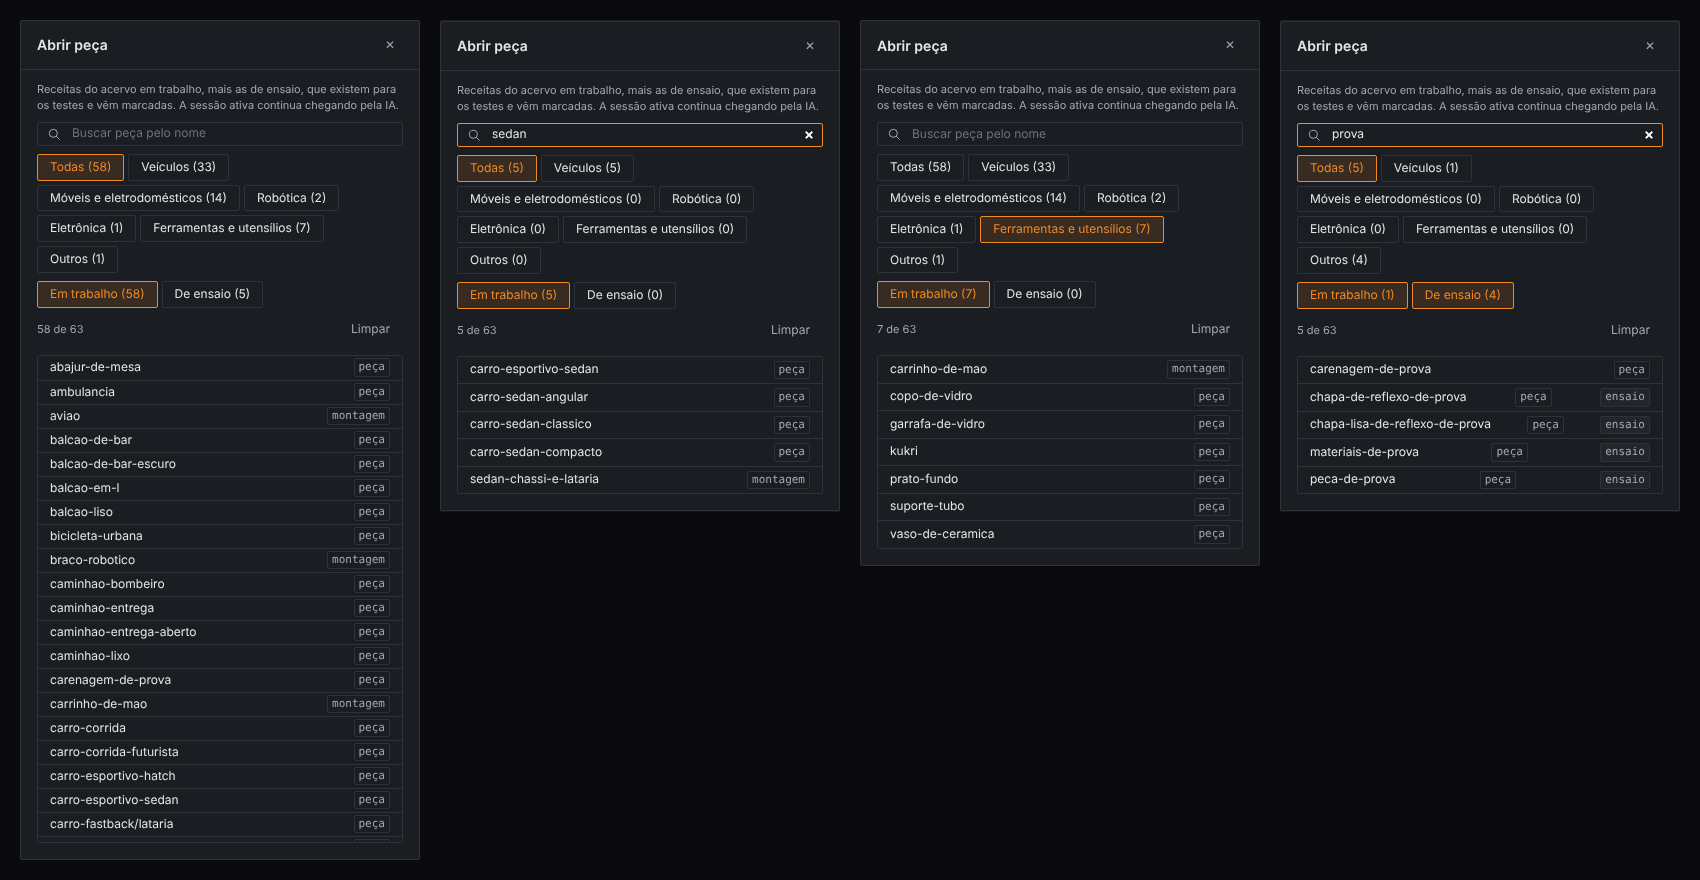 Abrir peça ×
Receitas do acervo em trabalho, mais as de ensaio, que existem para
os testes e vêm marcadas. A sessão ativa continua chegando pela IA.
Buscar peça pelo nome
Todas (58) Veículos (33)
Móveis e eletrodomésticos (14) Robótica (2)
Eletrônica (1) Ferramentas e utensílios (7)
Outros (1)
Em trabalho (58) De ensaio (5)
58 de 63 Limpar
abajur-de-mesa peça
ambulancia peça
aviao montagem
balcao-de-bar peça
balcao-de-bar-escuro peça
balcao-em-l peça
balcao-liso peça
bicicleta-urbana peça
braco-robotico montagem
caminhao-bombeiro peça
caminhao-entrega peça
caminhao-entrega-aberto peça
caminhao-lixo peça
carenagem-de-prova peça
carrinho-de-mao montagem
carro-corrida peça
carro-corrida-futurista peça
carro-esportivo-hatch peça
carro-esportivo-sedan peça
carro-fastback/lataria peça
Abrir peça ×
Receitas do acervo em trabalho, mais as de ensaio, que existem para
os testes e vêm marcadas. A sessão ativa continua chegando pela IA.
sedan ×
Todas (5) Veículos (5)
Móveis e eletrodomésticos (0) Robótica (0)
Eletrônica (0) Ferramentas e utensílios (0)
Outros (0)
Em trabalho (5) De ensaio (0)
5 de 63 Limpar
carro-esportivo-sedan peça
carro-sedan-angular peça
carro-sedan-classico peça
carro-sedan-compacto peça
sedan-chassi-e-lataria montagem
Abrir peça ×
Receitas do acervo em trabalho, mais as de ensaio, que existem para
os testes e vêm marcadas. A sessão ativa continua chegando pela IA.
Buscar peça pelo nome
Todas (58) Veículos (33)
Móveis e eletrodomésticos (14) Robótica (2)
Eletrônica (1) Ferramentas e utensílios (7)
Outros (1)
Em trabalho (7) De ensaio (0)
7 de 63 Limpar
carrinho-de-mao montagem
copo-de-vidro peça
garrafa-de-vidro peça
kukri peça
prato-fundo peça
suporte-tubo peça
vaso-de-ceramica peça
Abrir peça ×
Receitas do acervo em trabalho, mais as de ensaio, que existem para
os testes e vêm marcadas. A sessão ativa continua chegando pela IA.
prova ×
Todas (5) Veículos (1)
Móveis e eletrodomésticos (0) Robótica (0)
Eletrônica (0) Ferramentas e utensílios (0)
Outros (4)
Em trabalho (1) De ensaio (4)
5 de 63 Limpar
carenagem-de-prova peça
chapa-de-reflexo-de-prova peça ensaio
chapa-lisa-de-reflexo-de-prova peça ensaio
materiais-de-prova peça ensaio
peca-de-prova peça ensaio